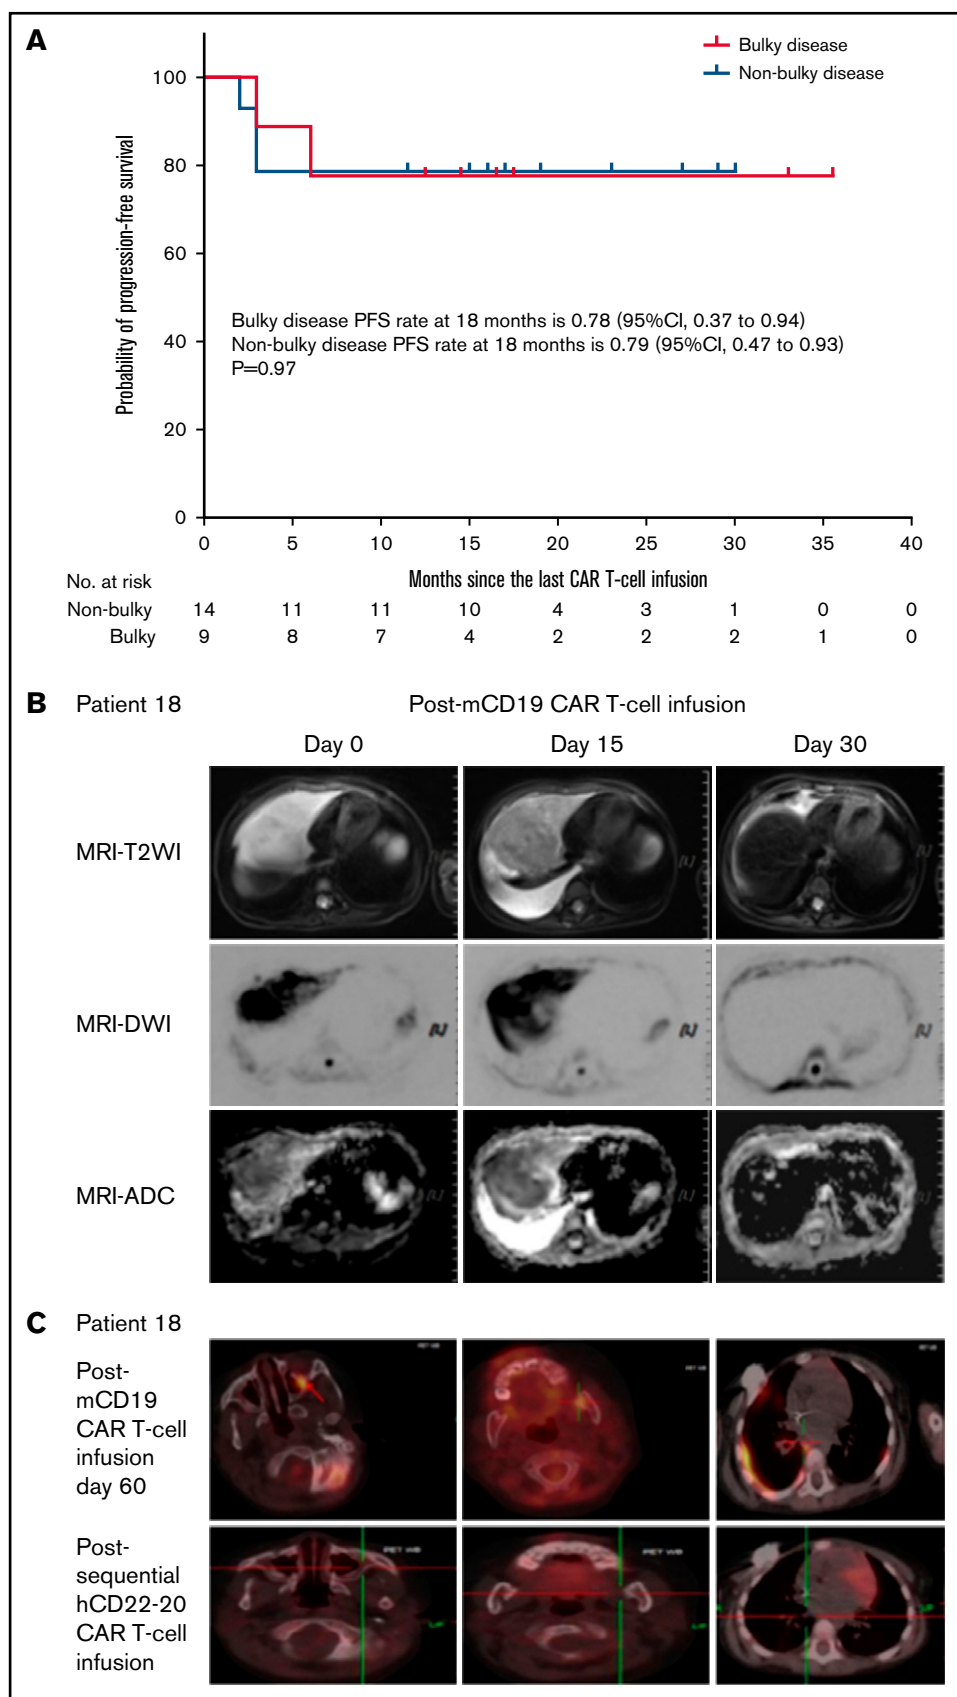 A
Bulky disease
Non-bulky disease
Probability of progression-free survival
100
80
60
40
20
0
Bulky disease PFS rate at 18 months is 0.78 (95%CI, 0.37 to 0.94)
Non-bulky disease PFS rate at 18 months is 0.79 (95%CI, 0.47 to 0.93)
P=0.97
0 5 10 15 20 25 30 35 40
Months since the last CAR T-cell infusion
No. at risk
Non-bulky 14 11 11 10 4 3 1 0 0
Bulky 9 8 7 4 2 2 2 1 0
B Patient 18 Post-mCD19 CAR T-cell infusion
Day 0 Day 15 Day 30
MRI-T2WI
MRI-DWI
MRI-ADC
C Patient 18
Post-
mCD19
CAR T-cell
infusion
day 60
Post-
sequential
hCD22-20
CAR T-cell
infusion
PET WB
PET WB